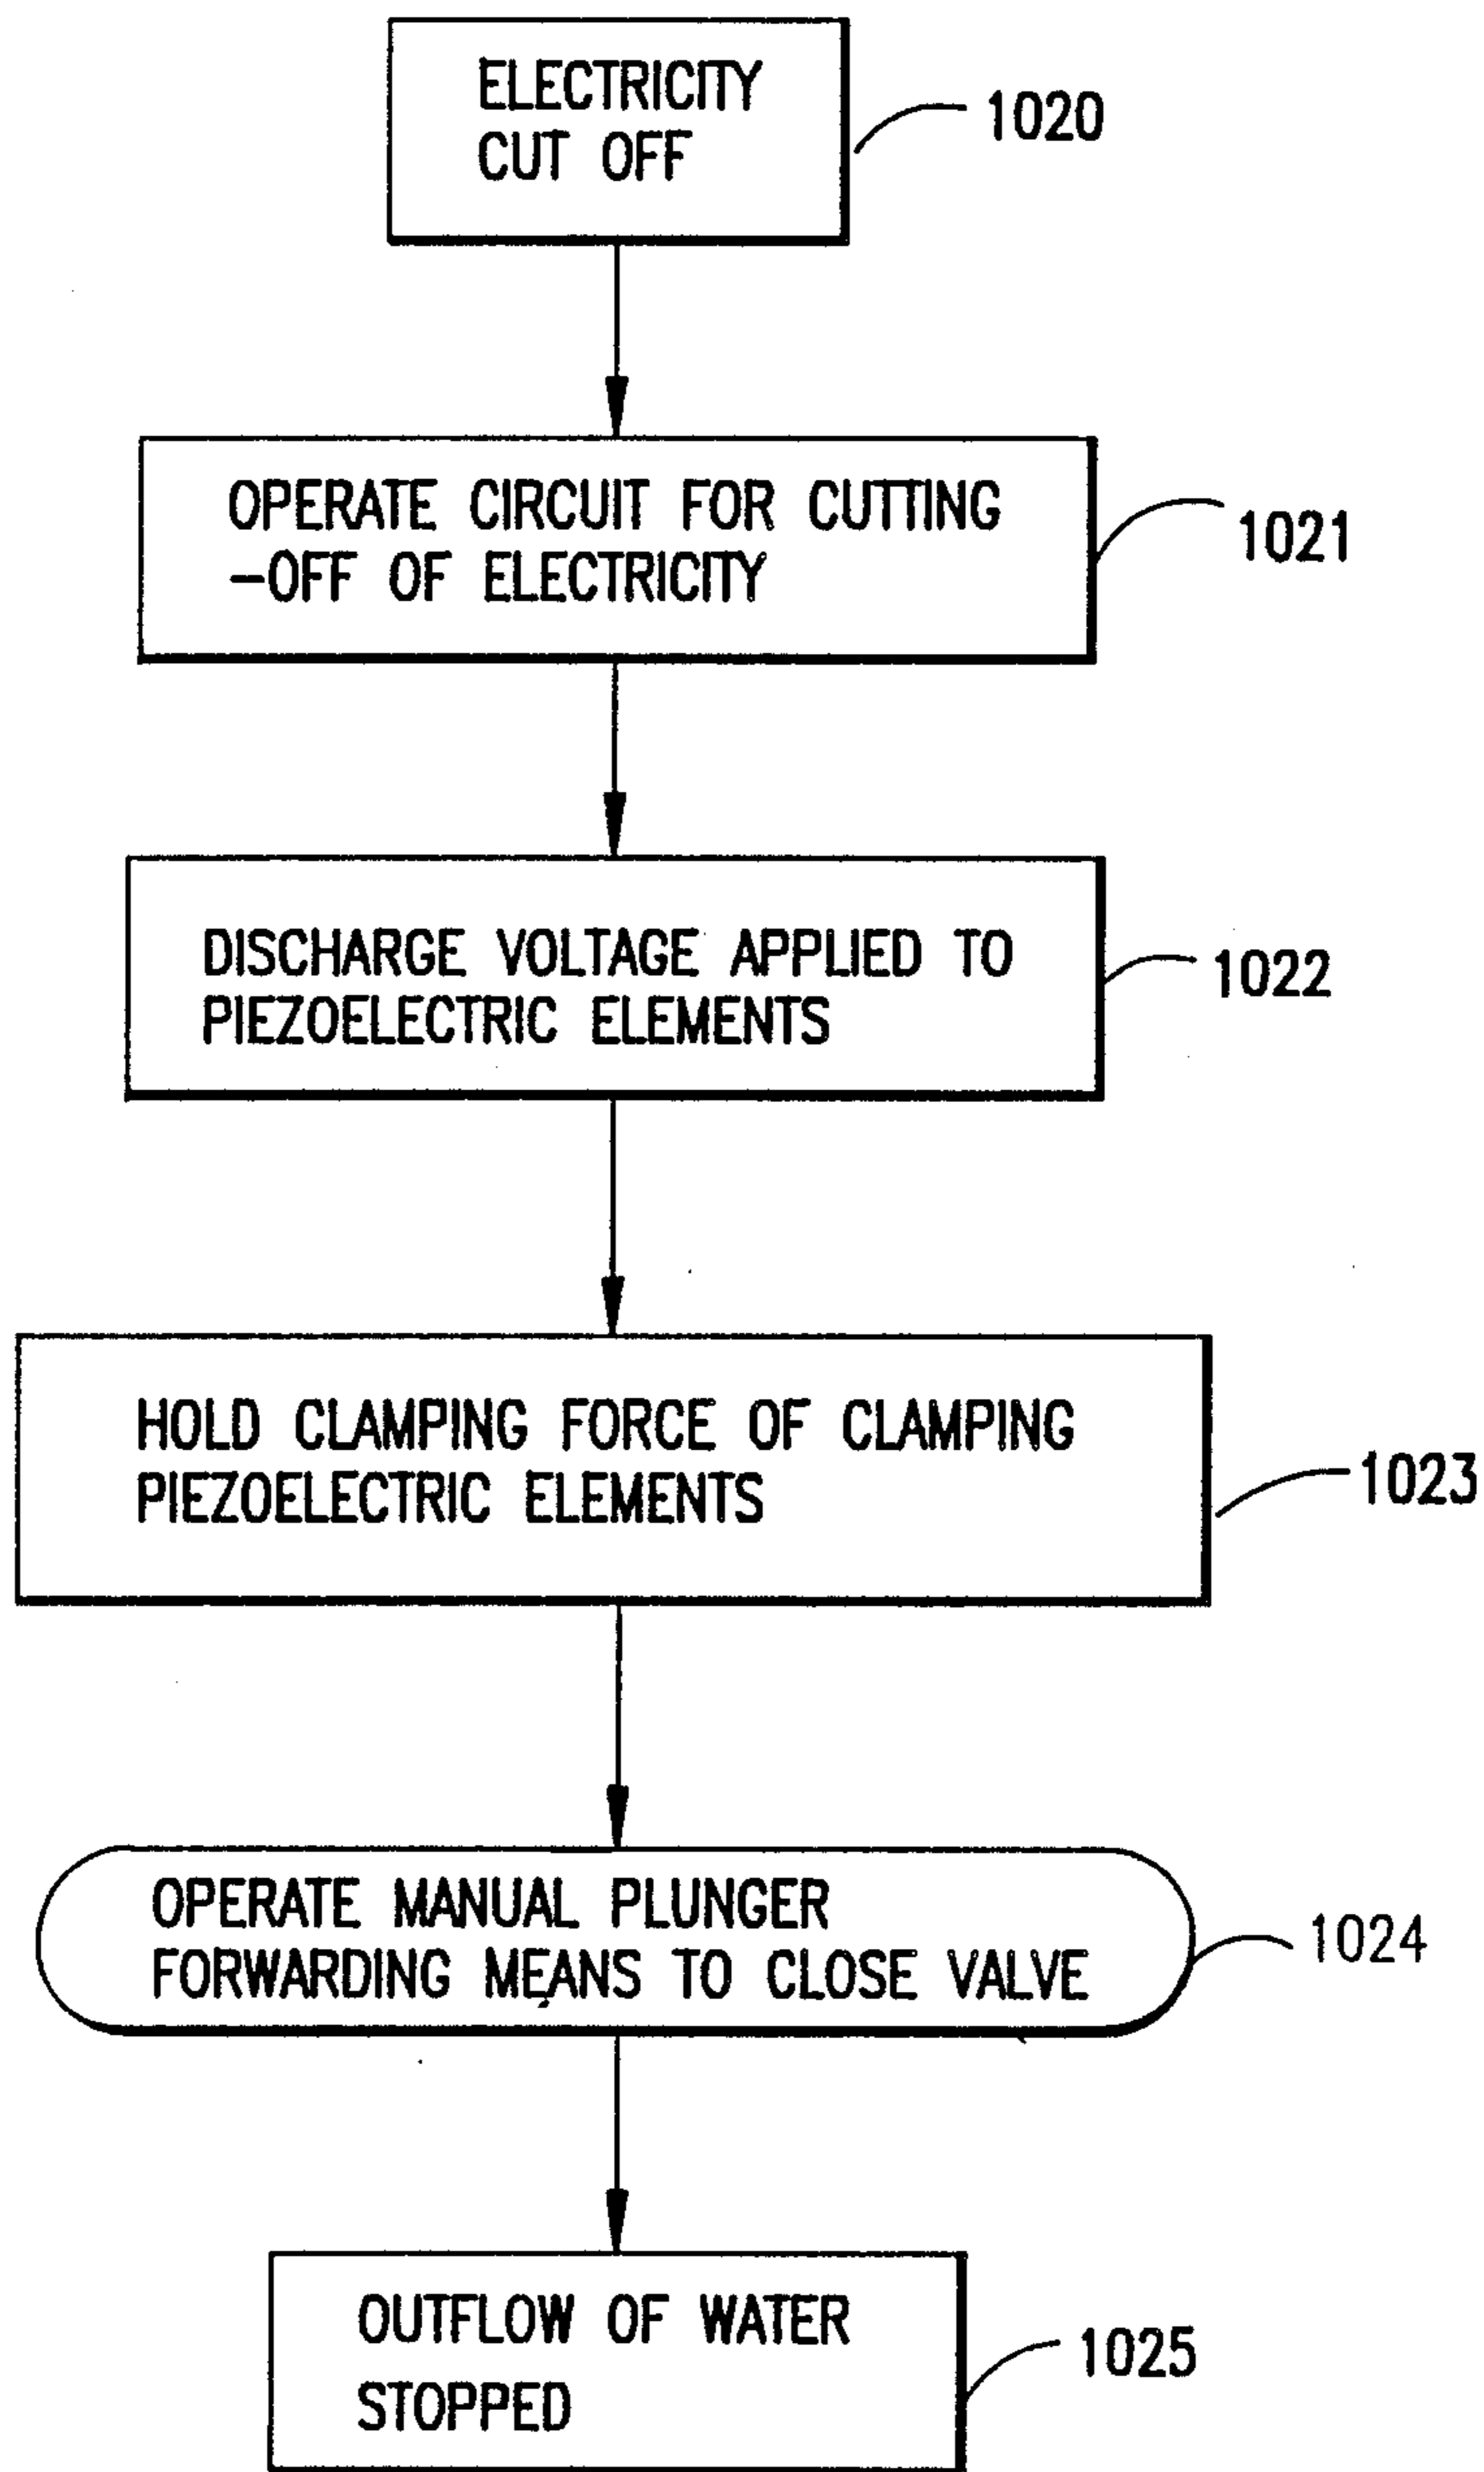 ELECTRICITY
CUT OFF
1020
OPERATE CIRCUIT FOR CUTTING
-OFF OF ELECTRICITY
1021
DISCHARGE VOLTAGE APPLIED TO
PIEZOELECTRIC ELEMENTS
1022
HOLD CLAMPING FORCE OF CLAMPING
PIEZOELECTRIC ELEMENTS
1023
OPERATE MANUAL PLUNGER
FORWARDING MEANS TO CLOSE VALVE
1024
OUTFLOW OF WATER
STOPPED
1025